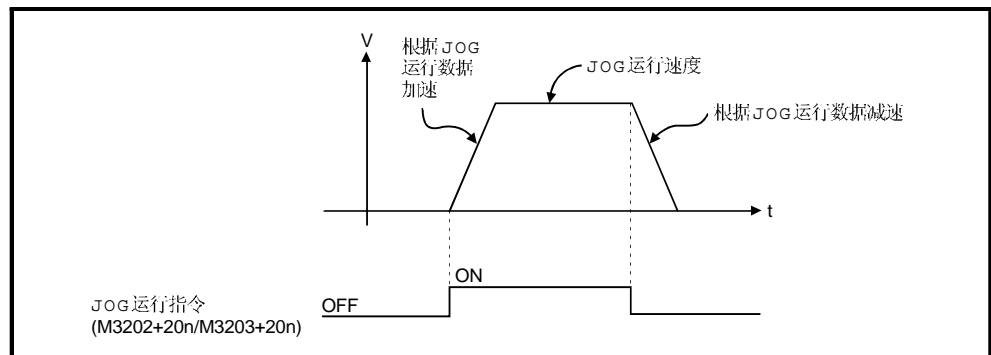 V
根据JOG
运行数据
加速
JOG运行速度
根据JOG运行数据减速
t
ON
JOG运行指令
(M3202+20n/M3203+20n)
OFF